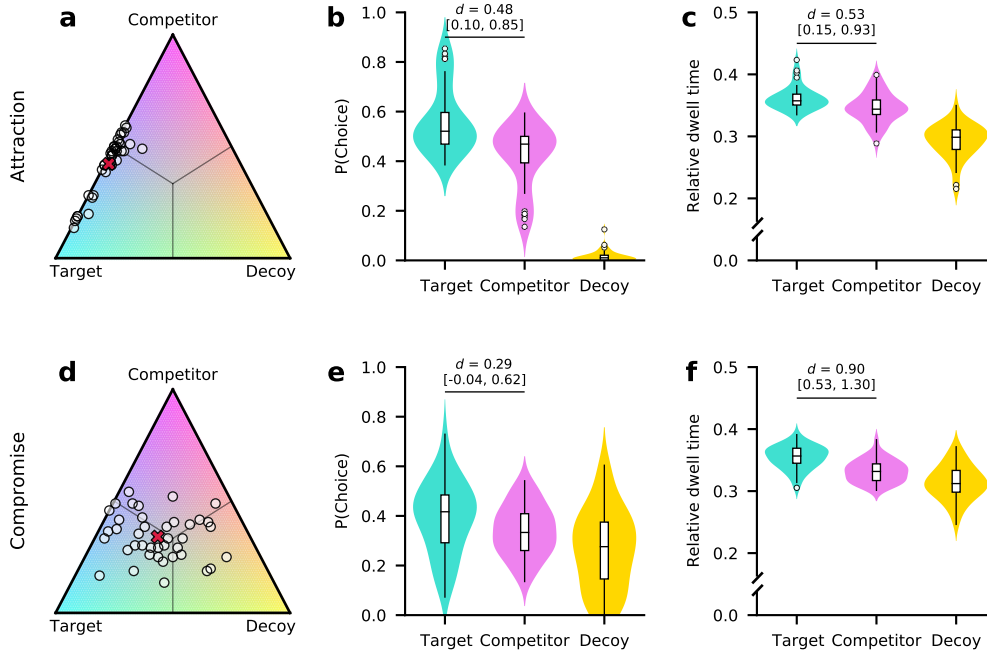 a
Competitor
Attraction
Target
Decoy
b
d = 0.48
[0.10, 0.85]
P(Choice)
1.0
0.8
0.6
0.4
0.2
0.0
Target Competitor Decoy
c
d = 0.53
[0.15, 0.93]
Relative dwell time
0.5
0.4
0.3
0.2
0.0
Target Competitor Decoy
d
Competitor
Compromise
Target
Decoy
e
d = 0.29
[-0.04, 0.62]
P(Choice)
1.0
0.8
0.6
0.4
0.2
0.0
Target Competitor Decoy
f
d = 0.90
[0.53, 1.30]
Relative dwell time
0.5
0.4
0.3
0.2
0.0
Target Competitor Decoy